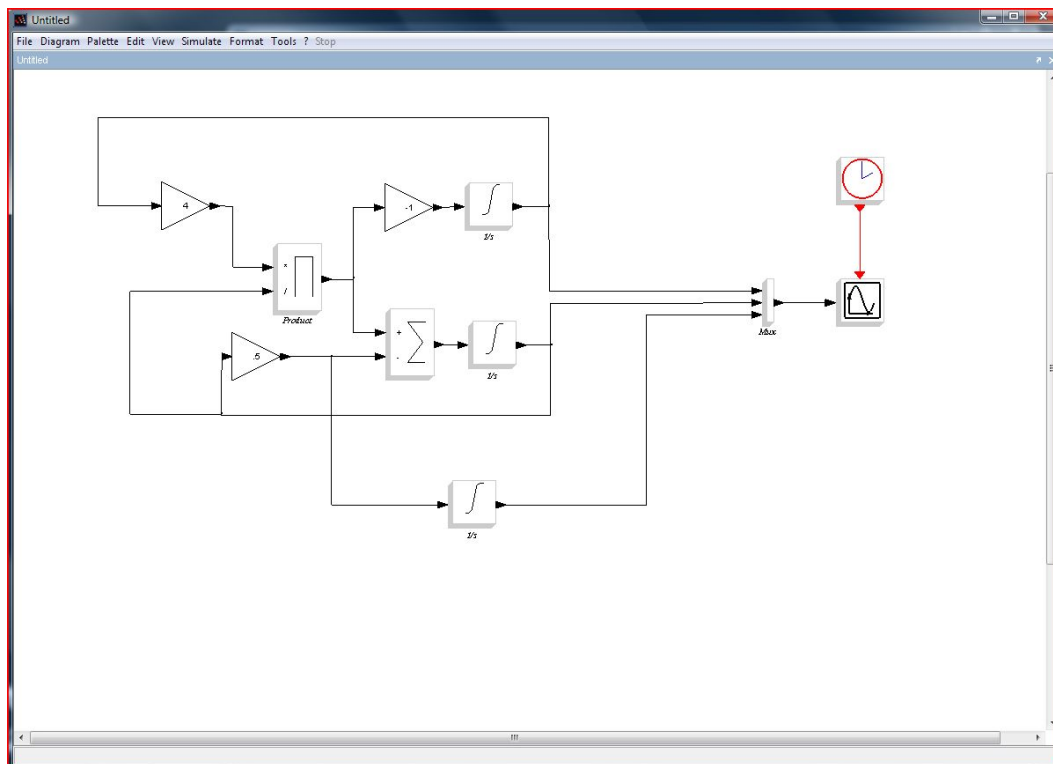 Untitled
File Diagram Palette Edit View Simulate Format Tools ? Stop
Untitled
4
-1
1/s
*
/
Product
.5
+
-
1/s
Mux
1/s